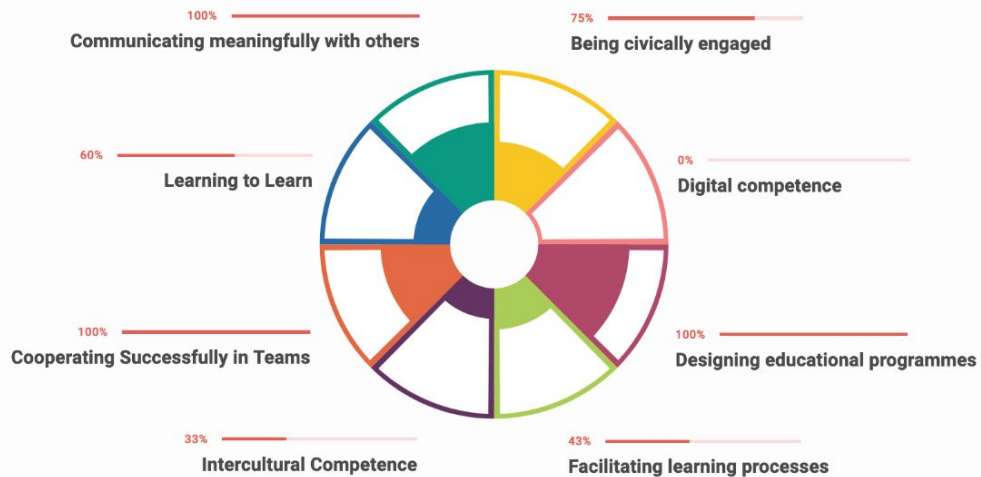 100%
Communicating meaningfully with others
75%
Being civically engaged
60%
Learning to Learn
0%
Digital competence
100%
Cooperating Successfully in Teams
100%
Designing educational programmes
33%
Intercultural Competence
43%
Facilitating learning processes